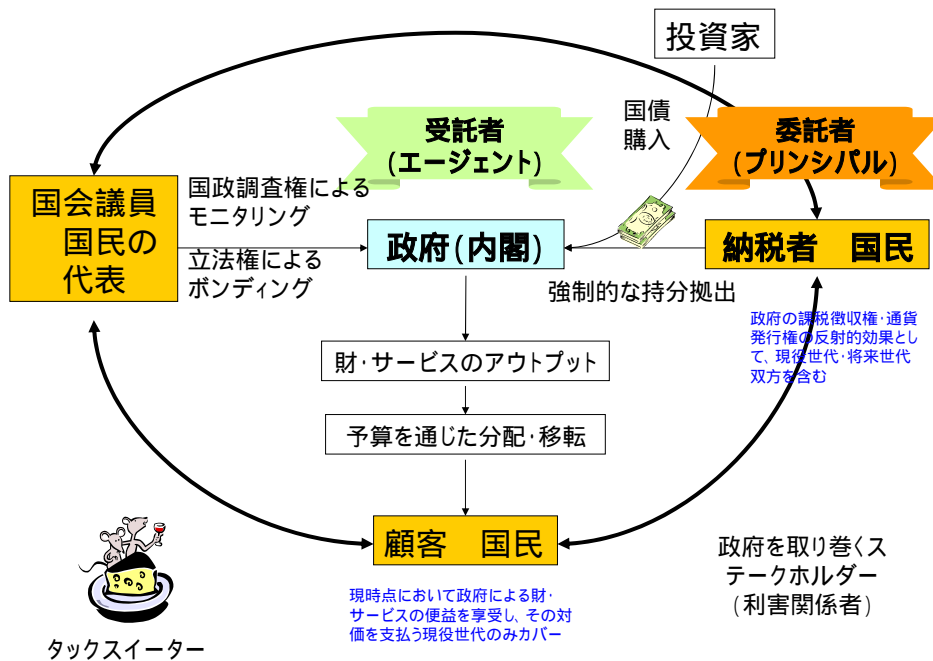 投資家
国債
購入
受託者
(エージェント)
委託者
(プリンシパル)
国会議員
国民の
代表
国政調査権による
モニタリング
立法権による
ボンディング
政府(内閣)
納税者　国民
強制的な持分拠出
政府の課税徴収権・通貨
発行権の反射的効果とし
て、現役世代・将来世代
双方を含む
財・サービスのアウトプット
予算を通じた分配・移転
顧客　国民
現時点において政府による財・
サービスの便益を享受し、その対
価を支払う現役世代のみカバー
政府を取り巻くス
テークホルダー
(利害関係者)
タックスイーター